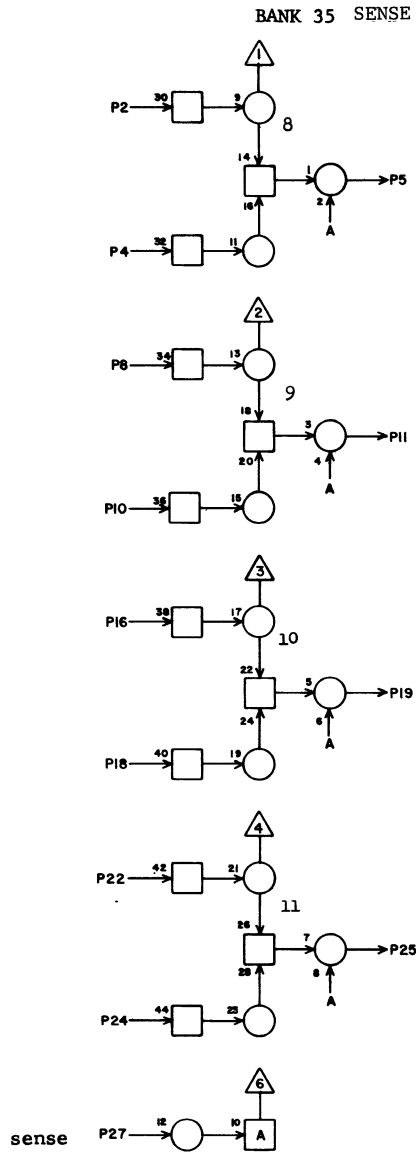 BANK 35 SENSE
1
P2 30 9
8
14 1 P5
16 2
A
P4 32 11
2
P8 34 13
9
18 3 P11
20 4
A
P10 36 15
3
P16 38 17
10
22 5 P19
24 6
A
P18 40 19
4
P22 42 21
11
26 7 P25
28 8
A
P24 44 23
6
sense P27 12 10 A